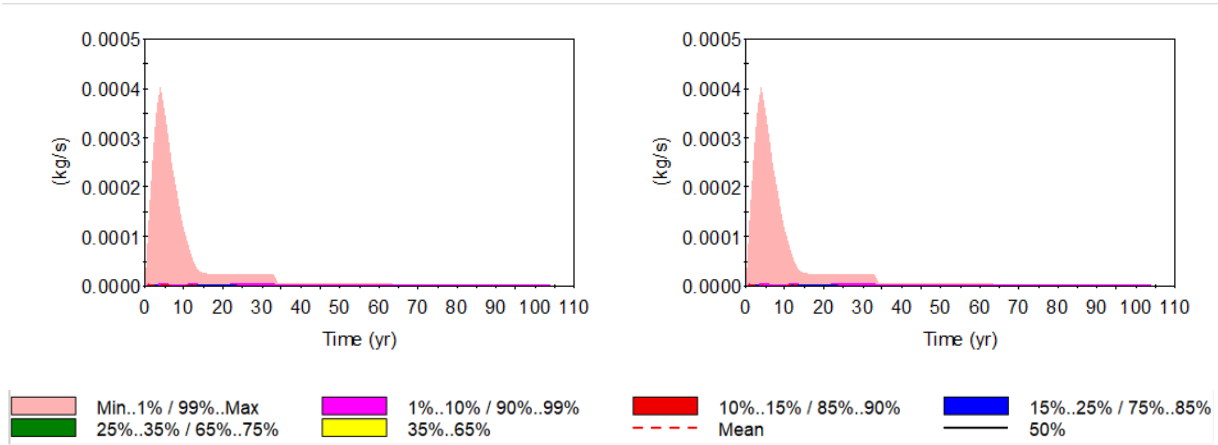 0.0005 0.0005
0.0004 0.0004
0.0003 0.0003
(kg/s) (kg/s)
0.0002 0.0002
0.0001 0.0001
0.0000 0.0000
0 10 20 30 40 50 60 70 80 90 100 110 0 10 20 30 40 50 60 70 80 90 100 110
Time (yr) Time (yr)
Min..1% / 99%..Max 1%..10% / 90%..99% 10%..15% / 85%..90% 15%..25% / 75%..85%
25%..35% / 65%..75% 35%..65% Mean 50%